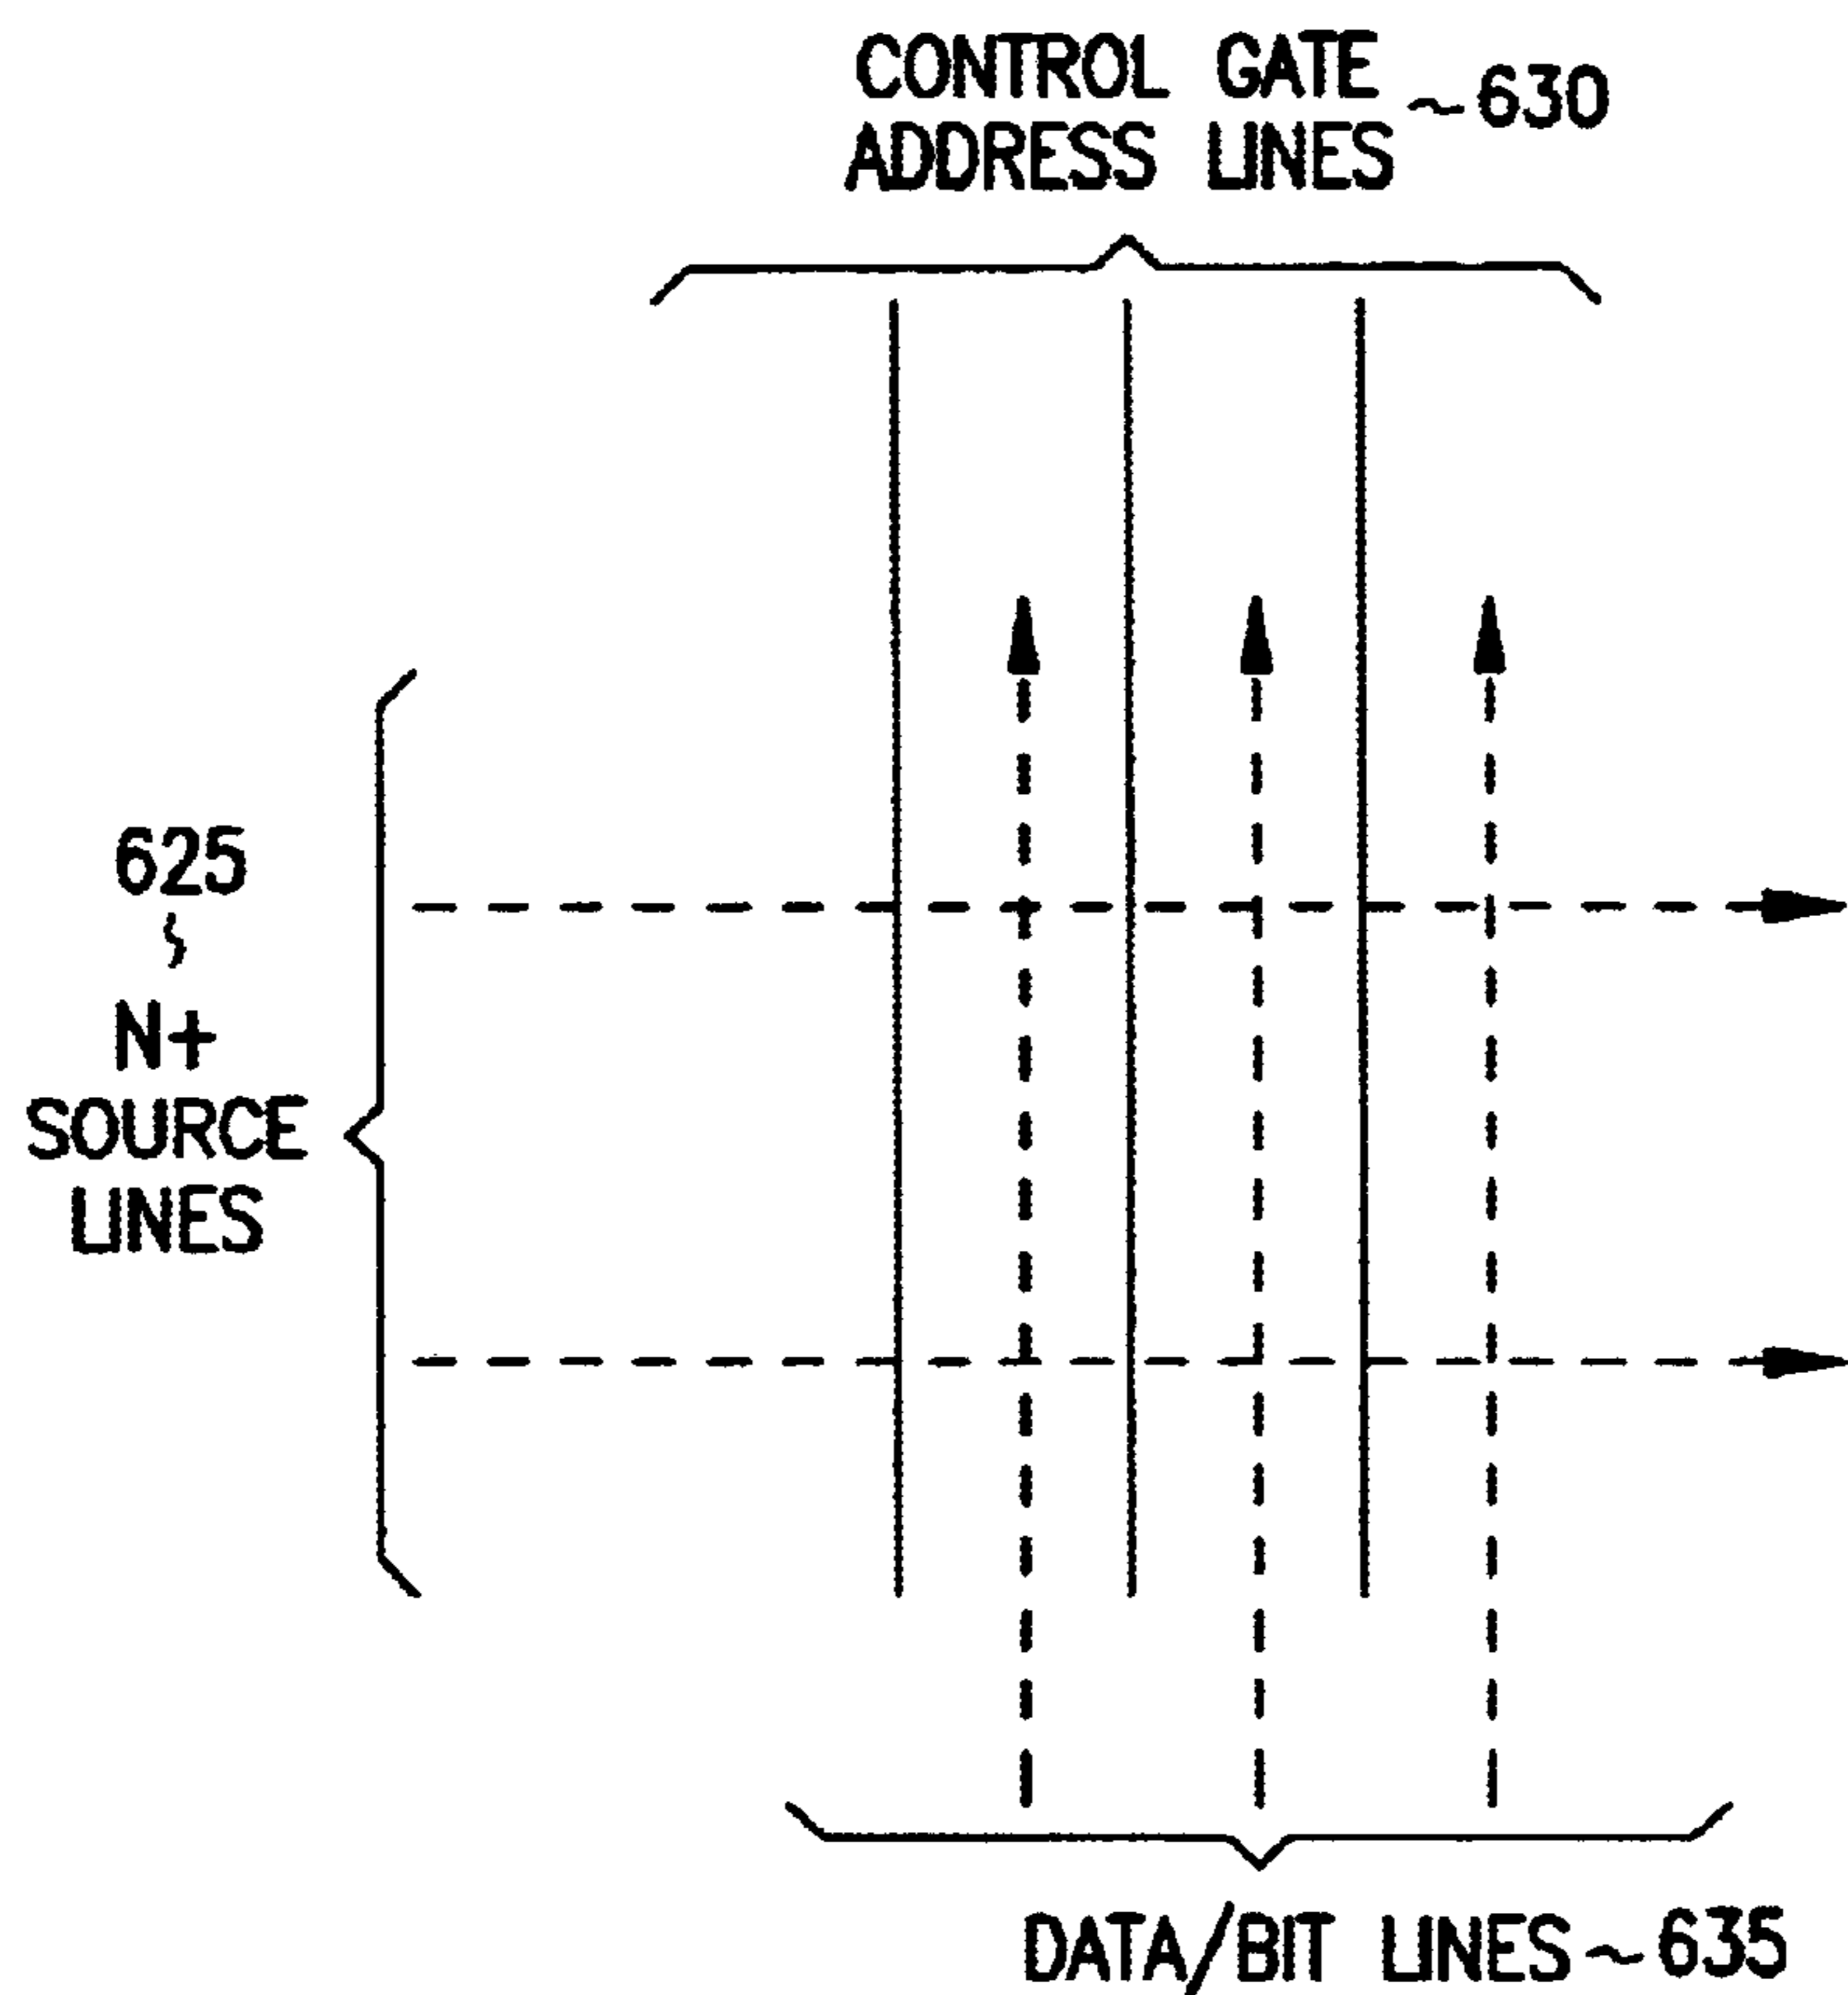 CONTROL GATE
ADDRESS LINES ~630
625
N+
SOURCE
LINES
DATA/BIT LINES ~635